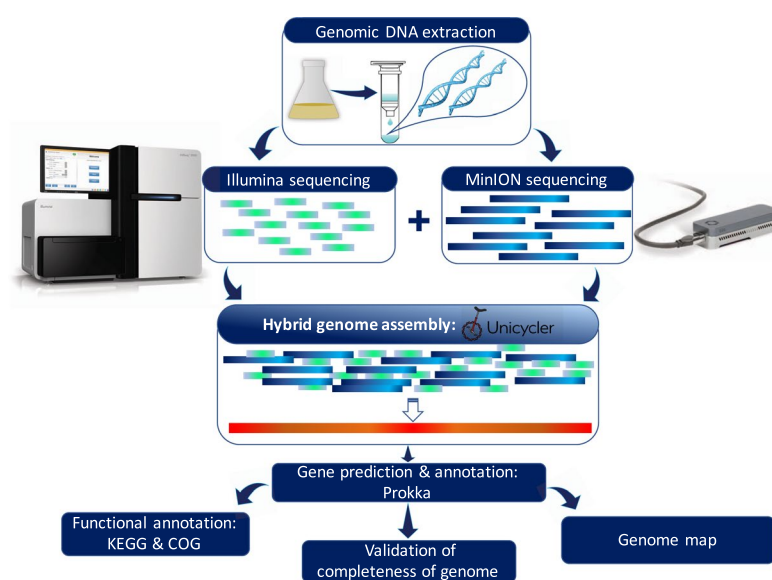 Genomic DNA extraction
Illumina sequencing
MinION sequencing
Hybrid genome assembly:
Unicycler
Gene prediction & annotation:
Prokka
Functional annotation:
KEGG & COG
Validation of
completeness of genome
Genome map